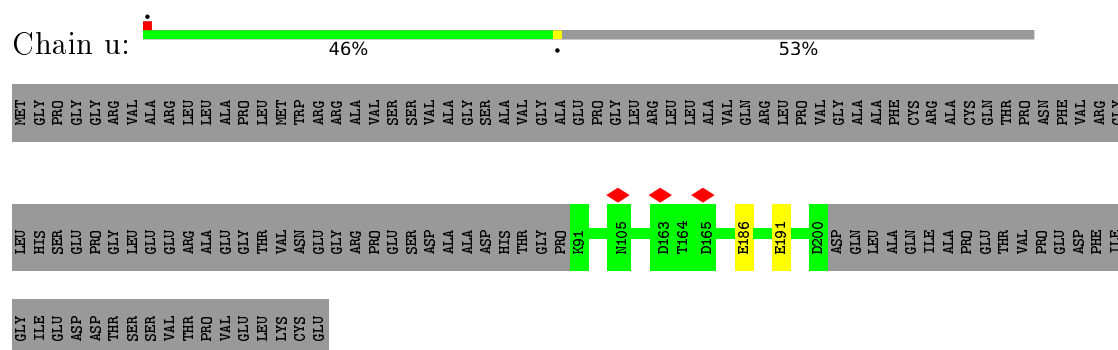 Chain u:
46%
53%
MET GLY PRO GLY GLY ARG VAL ALA ARG LEU LEU ALA PRO LEU MET TRP ARG ARG ALA VAL SER SER VAL ALA GLY SER ALA VAL GLY ALA GLU PRO GLY LEU ARG LEU LEU ALA VAL GLN ARG LEU PRO VAL GLY ALA ALA PHE CYS ARG ALA CYS GLN THR PRO ASN PHE VAL ARG GLY
LEU HIS SER GLU PRO GLY LEU GLU GLU ARG ALA GLU GLY THR VAL ASN GLU GLY ARG PRO GLU SER ASP ALA ALA ASP HIS THR GLY PRO K91 N105 D163 T164 D165 E186 E191 D200 ASP GLN LEU ALA GLN ILE ALA PRO GLU THR VAL PRO GLU ASP PHE ILE
GLY ILE GLU ASP ASP THR SER SER VAL THR PRO VAL GLU LEU LYS CYS GLU